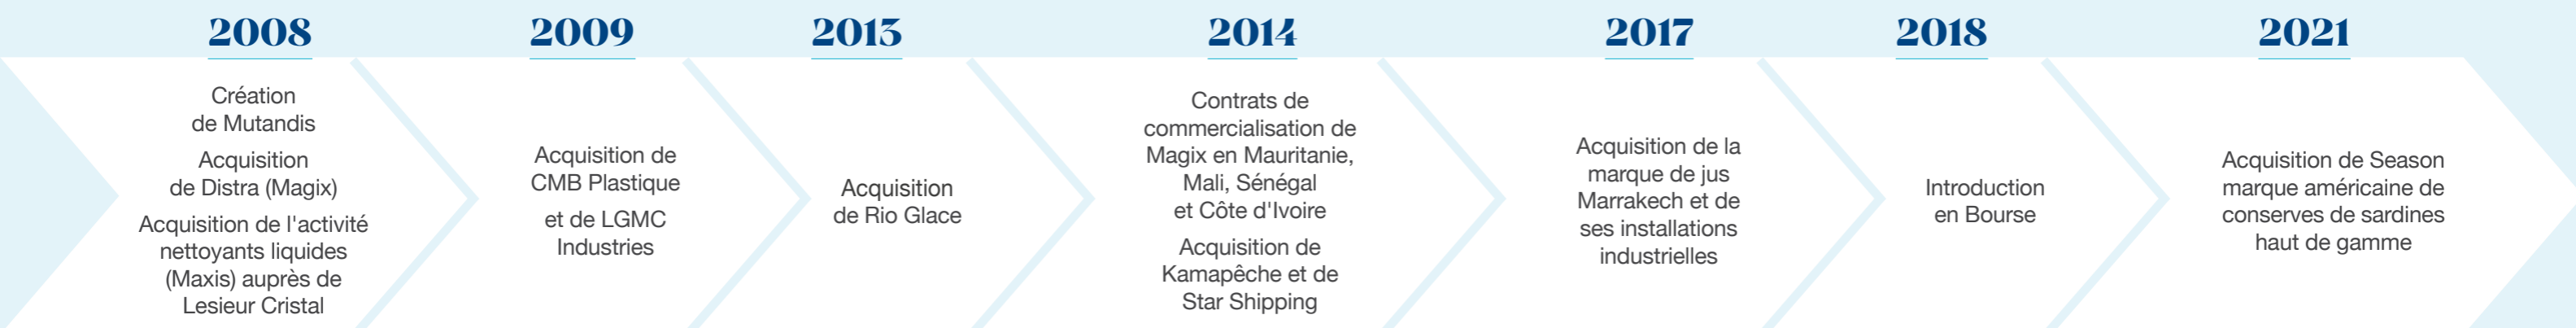 2008
Création
de Mutandis
Acquisition
de Distra (Magix)
Acquisition de l'activité
nettoyants liquides
(Maxis) auprès de
Lesieur Cristal
2009
Acquisition de
CMB Plastique
et de LGMC
Industries
2013
Acquisition
de Rio Glace
2014
Contrats de
commercialisation de
Magix en Mauritanie,
Mali, Sénégal
et Côte d'Ivoire
Acquisition de
Kamapêche et de
Star Shipping
2017
Acquisition de la
marque de jus
Marrakech et de
ses installations
industrielles
2018
Introduction
en Bourse
2021
Acquisition de Season
marque américaine de
conserves de sardines
haut de gamme